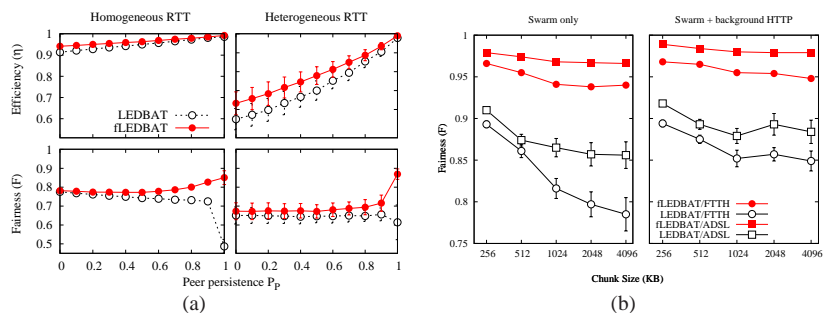 Homogeneous RTT
Heterogeneous RTT
Efficiency (η)
1
0.9
0.8
0.7
0.6
LEDBAT
fLEDBAT
Fairness (F)
1
0.9
0.8
0.7
0.6
0.5
0 0.2 0.4 0.6 0.8 1
0 0.2 0.4 0.6 0.8 1
Peer persistence P_P
(a)
Swarm only
Swarm + background HTTP
Fairness (F)
1
0.95
0.9
0.85
0.8
0.75
fLEDBAT/FTTH
LEDBAT/FTTH
fLEDBAT/ADSL
LEDBAT/ADSL
256 512 1024 2048 4096
256 512 1024 2048 4096
Chunk Size (KB)
(b)